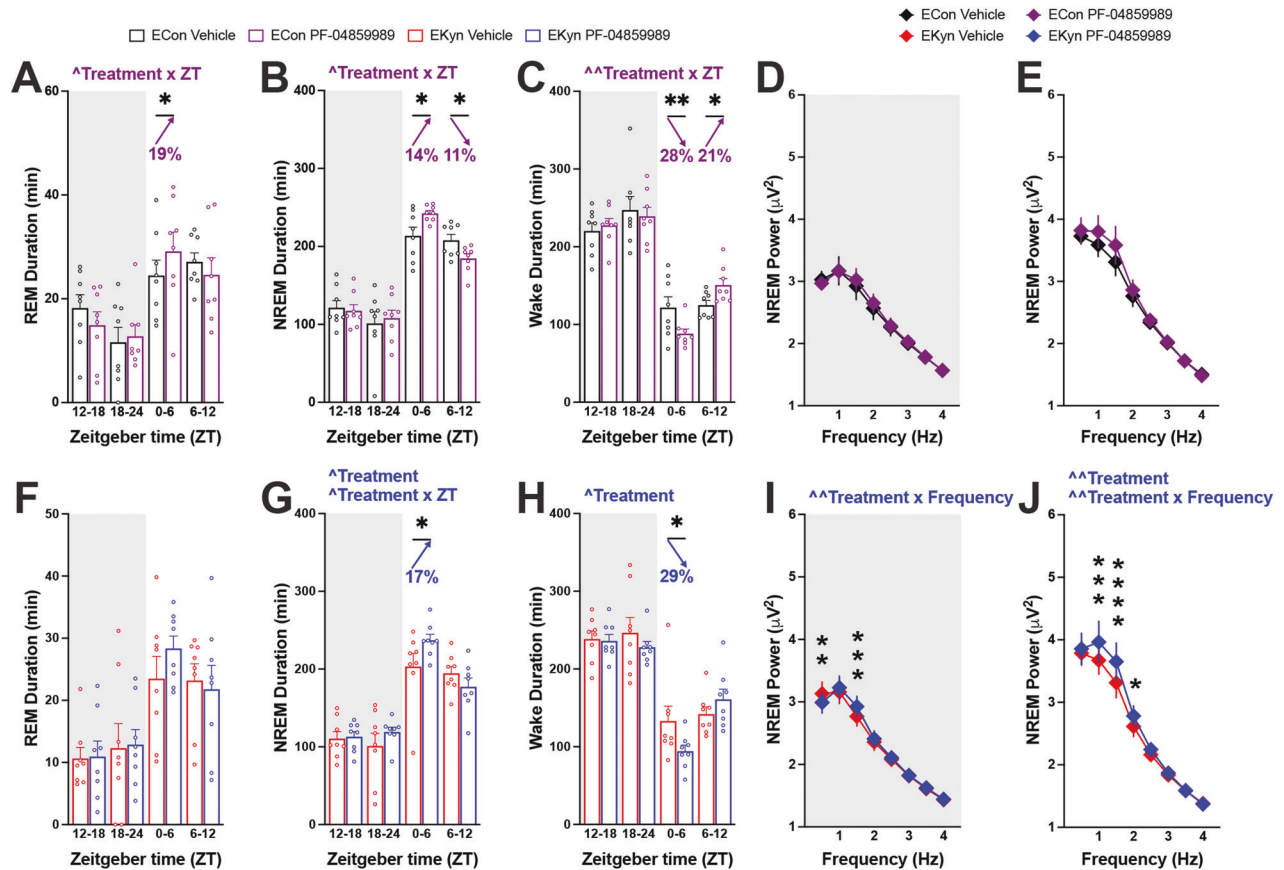 ECon Vehicle ECon PF-04859989 EKyn Vehicle EKyn PF-04859989
ECon Vehicle ECon PF-04859989
EKyn Vehicle EKyn PF-04859989
A
^Treatment x ZT
REM Duration (min)
60
40
20
0
*
19%
12-18 18-24 0-6 6-12
Zeitgeber time (ZT)
B
^Treatment x ZT
NREM Duration (min)
400
300
200
100
0
* *
14% 11%
12-18 18-24 0-6 6-12
Zeitgeber time (ZT)
C
^^Treatment x ZT
Wake Duration (min)
400
300
200
100
0
** *
28% 21%
12-18 18-24 0-6 6-12
Zeitgeber time (ZT)
D
NREM Power (μV²)
6
5
4
3
2
1
1 2 3 4
Frequency (Hz)
E
NREM Power (μV²)
6
5
4
3
2
1
1 2 3 4
Frequency (Hz)
F
REM Duration (min)
50
40
30
20
10
0
12-18 18-24 0-6 6-12
Zeitgeber time (ZT)
G
^Treatment
^Treatment x ZT
NREM Duration (min)
400
300
200
100
0
*
17%
12-18 18-24 0-6 6-12
Zeitgeber time (ZT)
H
^Treatment
Wake Duration (min)
400
300
200
100
0
*
29%
12-18 18-24 0-6 6-12
Zeitgeber time (ZT)
I
^^Treatment x Frequency
NREM Power (μV²)
6
5
4
3
2
1
** ***
1 2 3 4
Frequency (Hz)
J
^^Treatment
^^Treatment x Frequency
NREM Power (μV²)
6
5
4
3
2
1
*** **** *
1 2 3 4
Frequency (Hz)